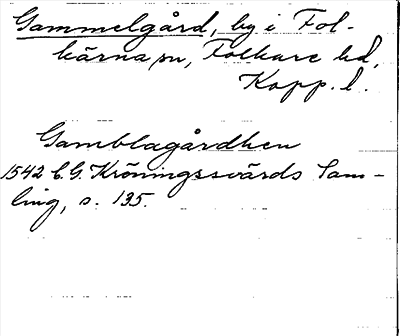 Gammelgård, by i Fol-
kärna sn, Folkare hd,
Kopp. l.
Gamblagårdhen
1542 C.G. Kröningssvärds Sam-
ling, s. 135.